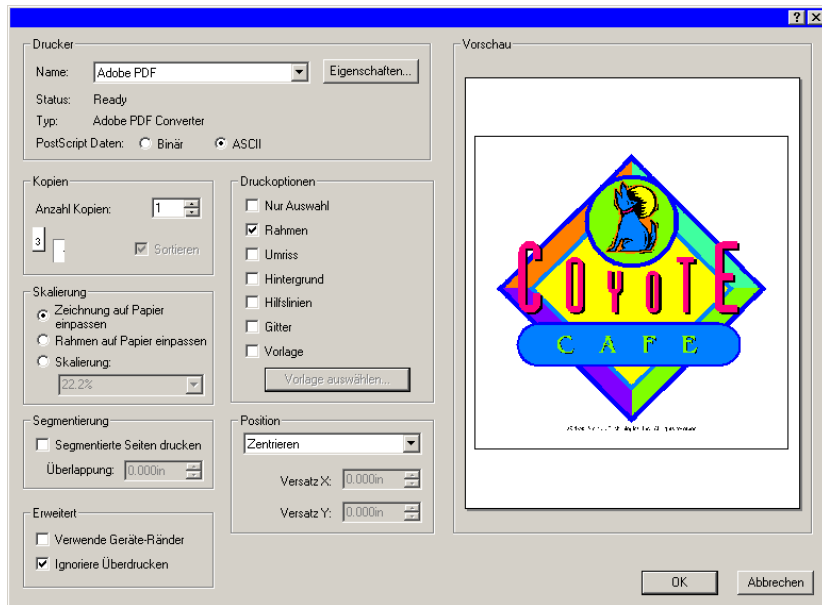 Drucker
Name: Adobe PDF Eigenschaften...
Status: Ready
Typ: Adobe PDF Converter
PostScript Daten: Binär ASCII
Kopien
Anzahl Kopien: 1
3
Sortieren
Skalierung
Zeichnung auf Papier
einpassen
Rahmen auf Papier einpassen
Skalierung:
22.2%
Segmentierung
Segmentierte Seiten drucken
Überlappung: 0.000in
Erweitert
Verwende Geräte-Ränder
Ignoriere Überdrucken
Druckoptionen
Nur Auswahl
Rahmen
Umriss
Hintergrund
Hilfslinien
Gitter
Vorlage
Vorlage auswählen...
Position
Zentrieren
Versatz X: 0.000in
Versatz Y: 0.000in
Vorschau
COYOTE
CAFE
OK Abbrechen